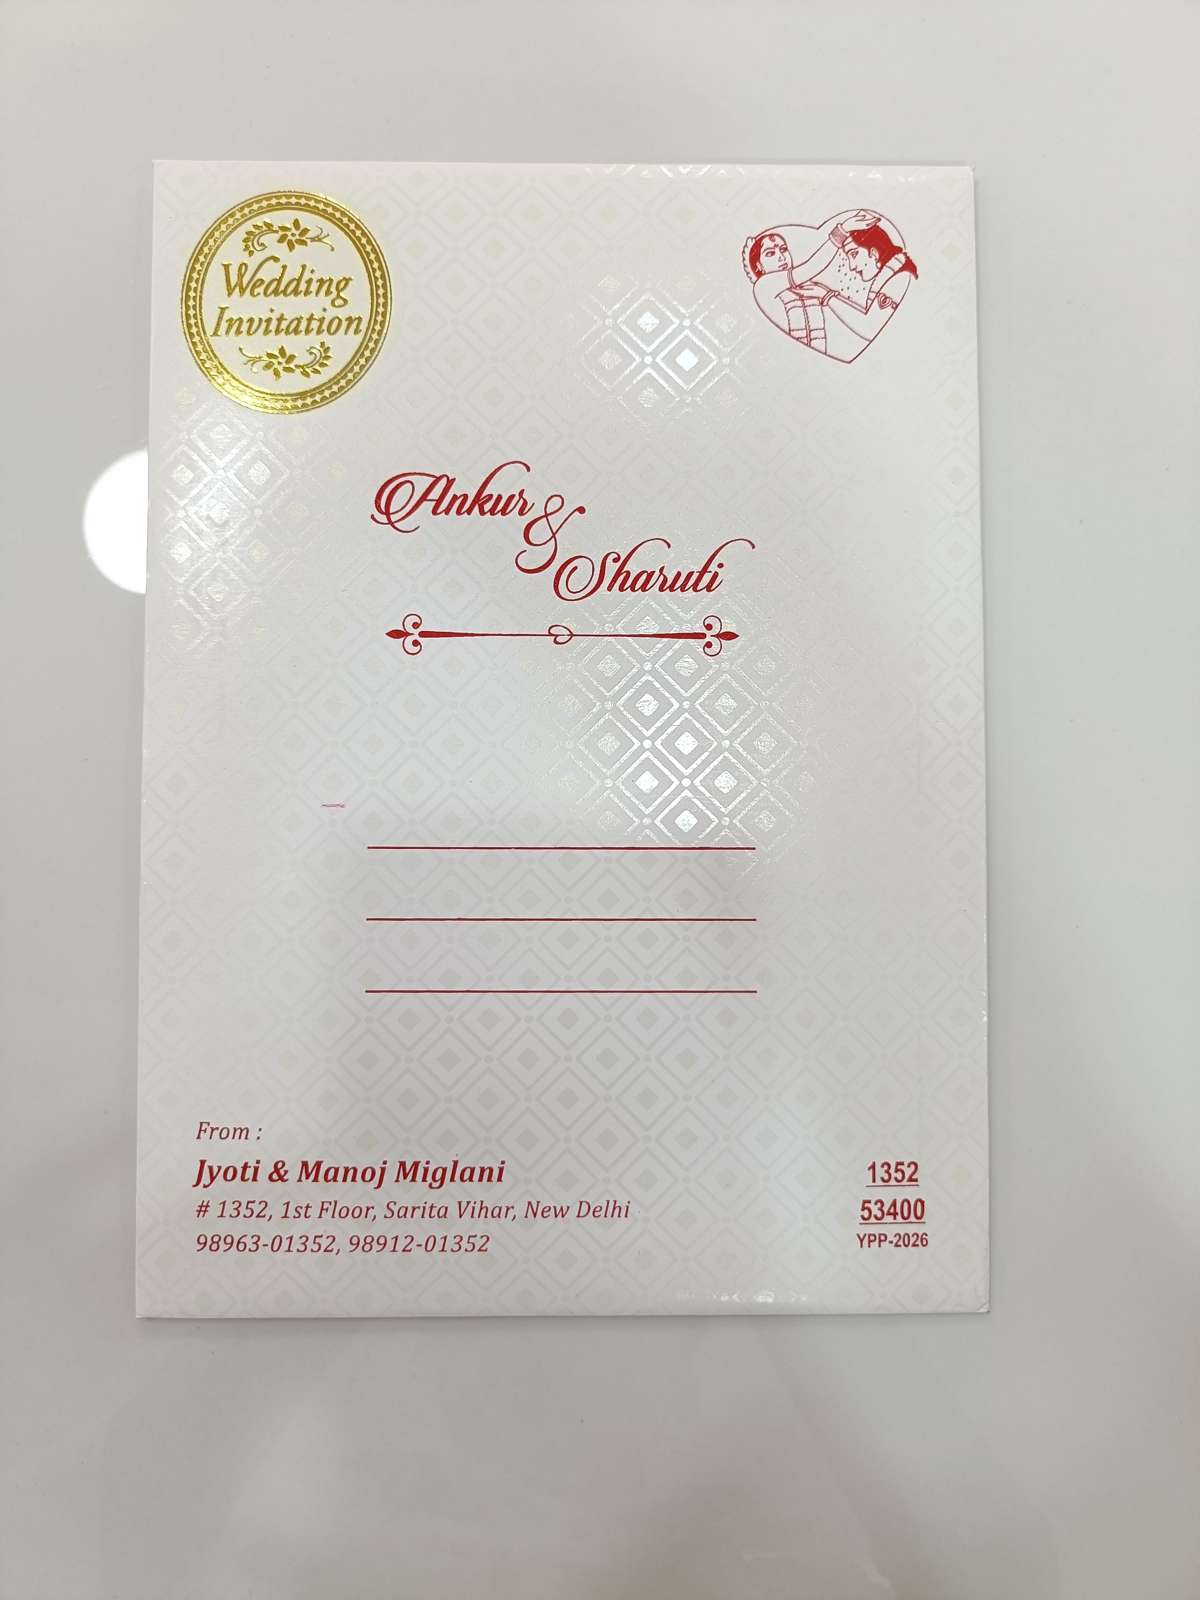 Wedding
Invitation
Ankur
&
Sharuti
From :
Jyoti & Manoj Miglani
# 1352, 1st Floor, Sarita Vihar, New Delhi
98963-01352, 98912-01352
1352
53400
YPP-2026